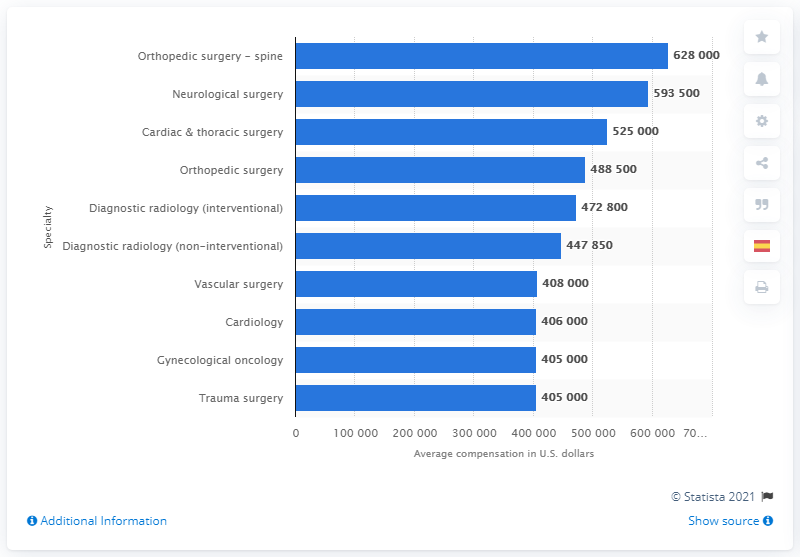 Orthopedic surgery - spine 628 000
Neurological surgery 593 500
Cardiac & thoracic surgery 525 000
Orthopedic surgery 488 500
Diagnostic radiology (interventional) 472 800
Specialty
Diagnostic radiology (non-interventional) 447 850
Vascular surgery 408 000
Cardiology 406 000
Gynecological oncology 405 000
Trauma surgery 405 000
0 100 000 200 000 300 000 400 000 500 000 600 000 70...
Average compensation in U.S. dollars
© Statista 2021
Additional Information Show source